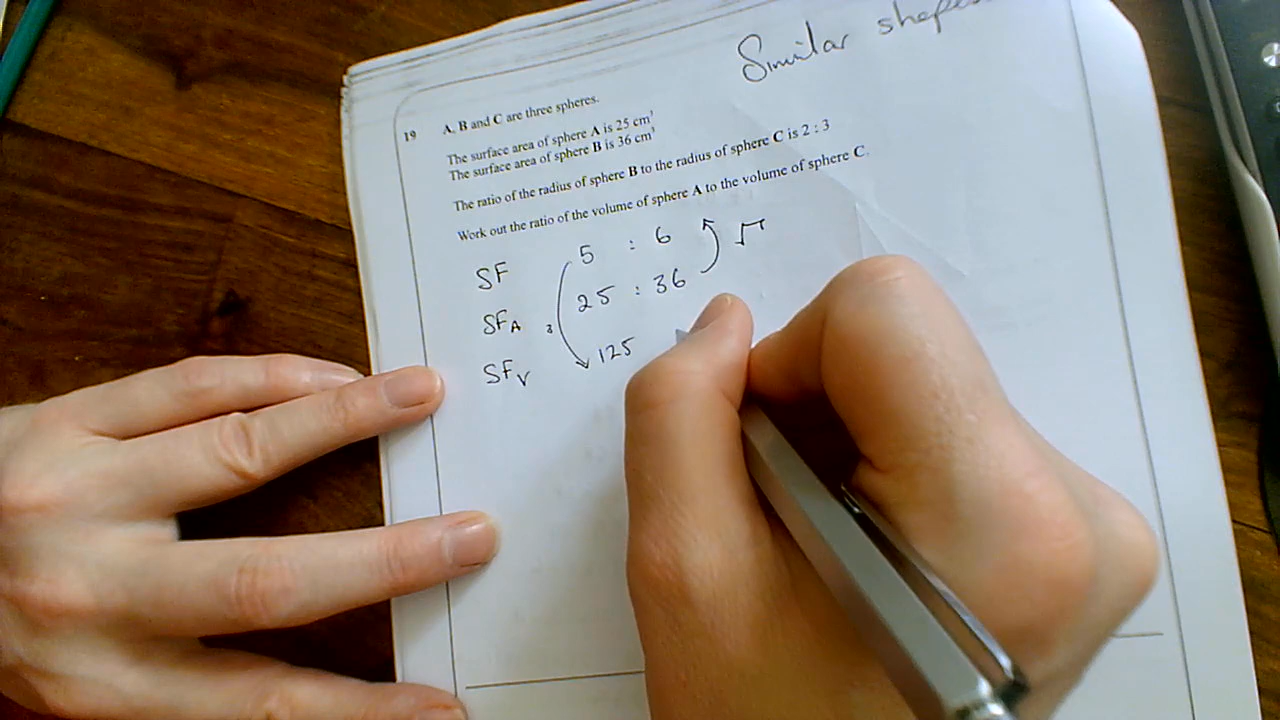 Similar shapes
19 A, B and C are three spheres.
The surface area of sphere A is 25 cm²
The surface area of sphere B is 36 cm²
The ratio of the radius of sphere B to the radius of sphere C is 2 : 3
Work out the ratio of the volume of sphere A to the volume of sphere C.
SF 5 : 6 √
SFA 25 : 36
3
SFV 125